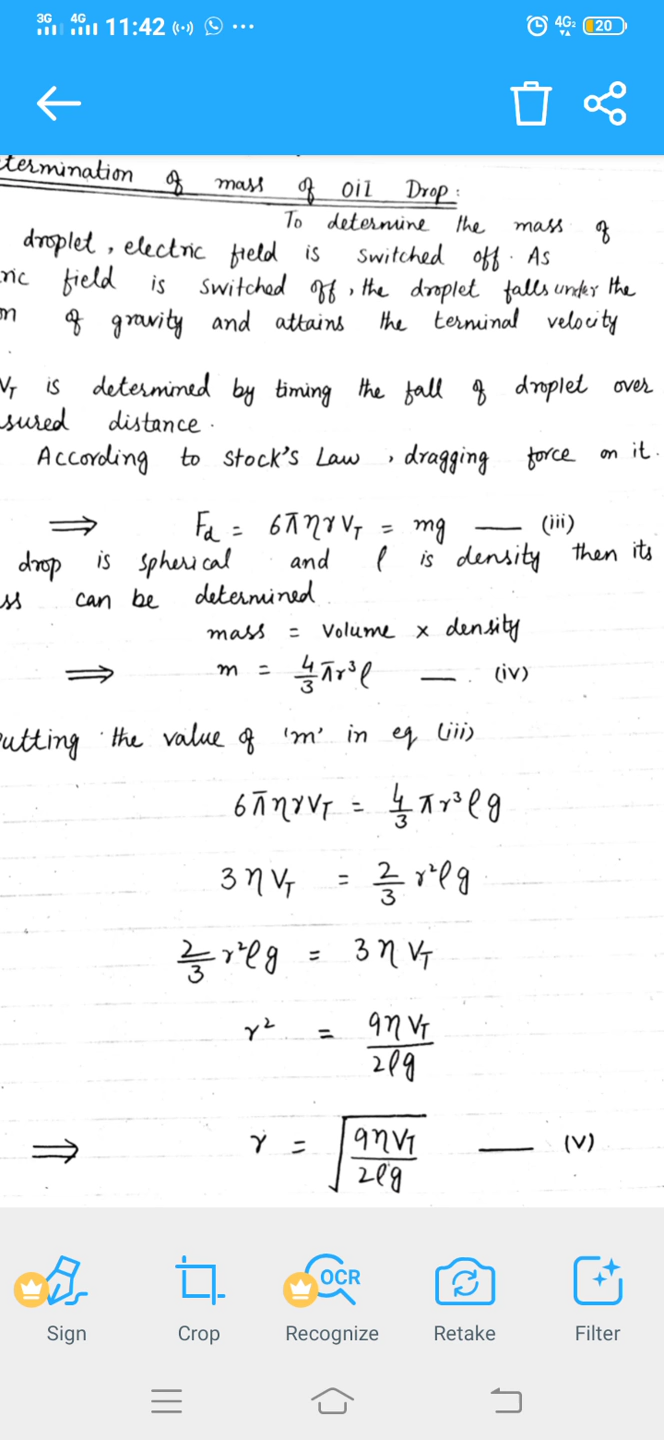 3G 4G 11:42 4G2 20
termination of mass of oil Drop:
To determine the mass of
droplet, electric field is switched off. As
ric field is switched off, the droplet falls under the
n of gravity and attains the terminal velocity
VT is determined by timing the fall of droplet over
sured distance.
According to Stock's Law, dragging force on it.
⇒ Fd = 6πηrVT = mg — (iii)
drop is spherical and ρ is density then its
ss can be determined
mass = volume × density
⇒ m = 4/3 πr³ρ — (iv)
utting the value of 'm' in eq (iii)
6πηrVT = 4/3 πr³ρg
3ηVT = 2/3 r²ρg
2/3 r²ρg = 3ηVT
r² = 9ηVT/2ρg
⇒ r = √(9ηVT/2ρg) — (v)
OCR
Sign Crop Recognize Retake Filter